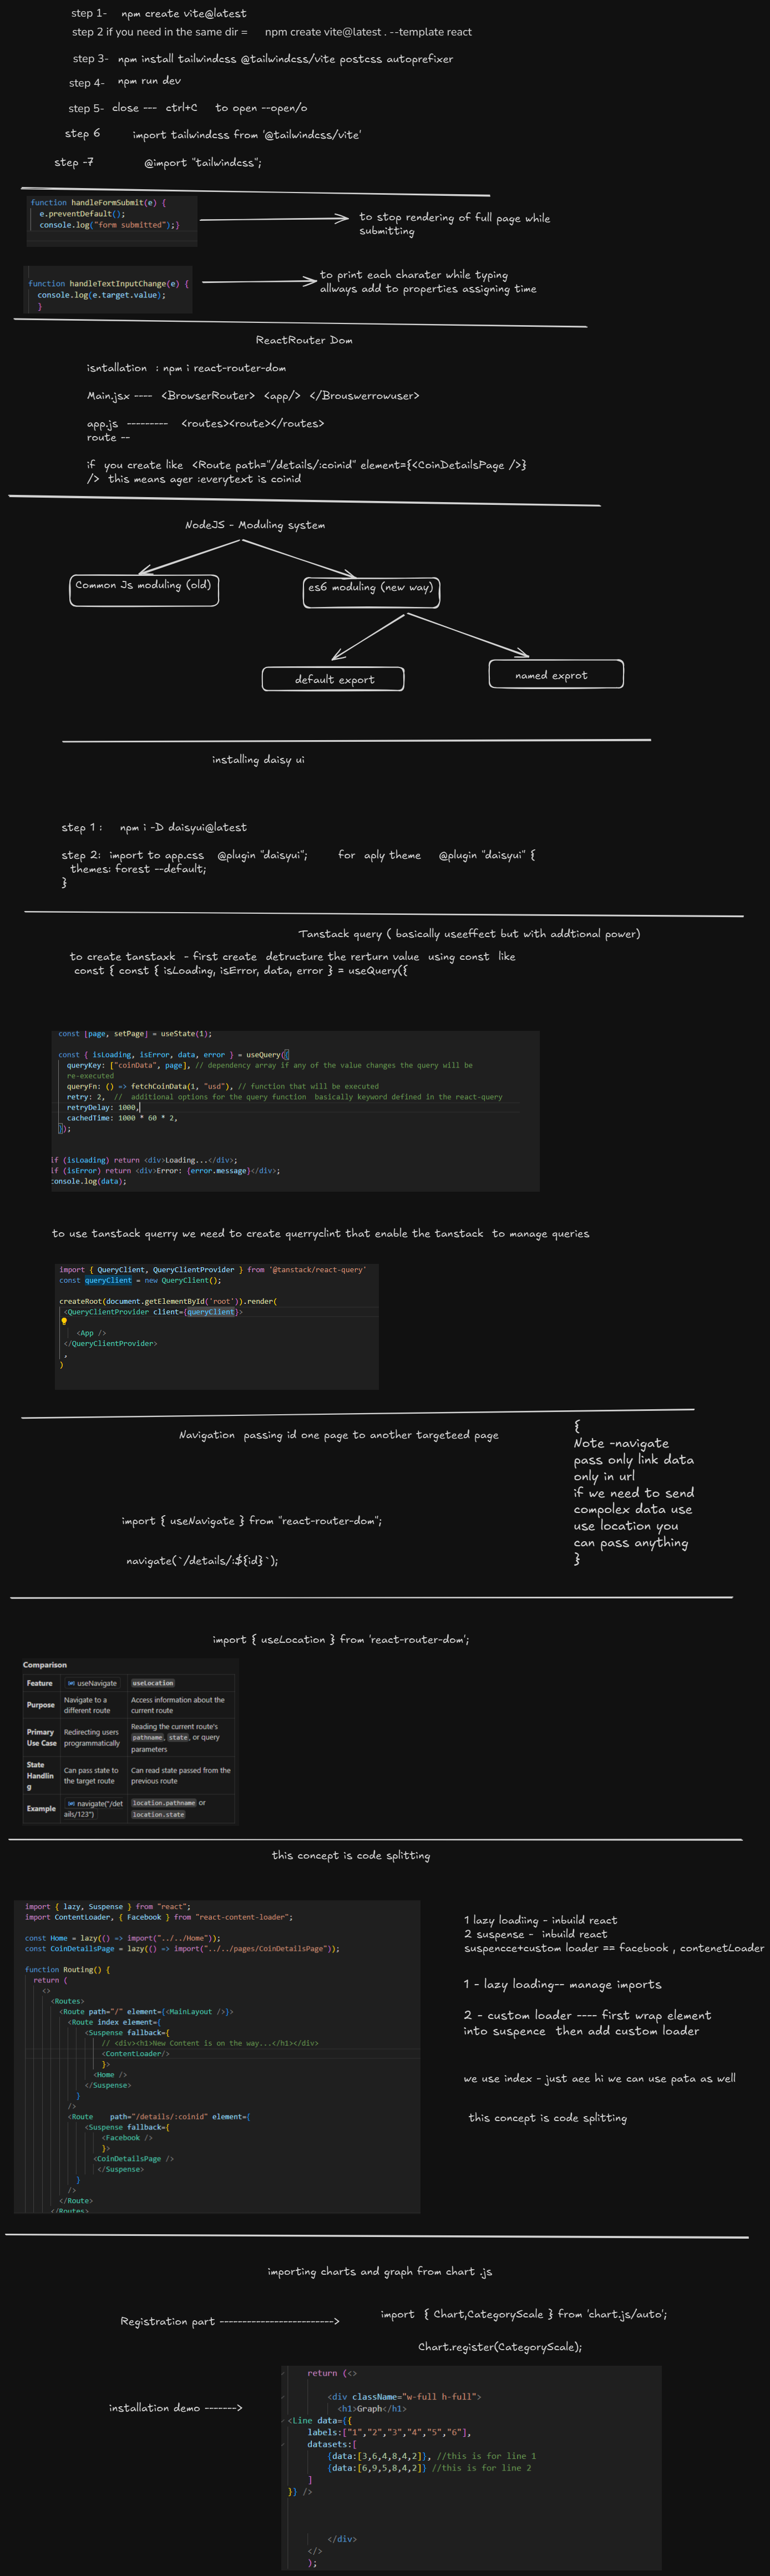 step 1- npm create vite@latest
step 2 if you need in the same dir = npm create vite@latest . --template react
step 3- npm install tailwindcss @tailwindcss/vite postcss autoprefixer
step 4- npm run dev
step 5- close --- ctrl+C to open --open/o
step 6 import tailwindcss from '@tailwindcss/vite'
step -7 @import "tailwindcss";
function handleFormSubmit(e) {
e.preventDefault();
console.log("form submitted");}
to stop rendering of full page while
submitting
function handleTextInputChange(e) {
console.log(e.target.value);
}
to print each charater while typing
allways add to properties assigning time
ReactRouter Dom
isntallation : npm i react-router-dom
Main.jsx ---- <BrowserRouter> <app/> </Brouswerrowuser>
app.js --------- <routes><route></routes>
route --
if you create like <Route path="/details/:coinid" element={<CoinDetailsPage />}
/> this means ager :everytext is coinid
NodeJS - Moduling system
Common Js moduling (old)
es6 moduling (new way)
default export
named exprot
installing daisy ui
step 1 : npm i -D daisyui@latest
step 2: import to app.css @plugin "daisyui"; for aply theme @plugin "daisyui" {
themes: forest --default;
}
Tanstack query ( basically useeffect but with addtional power)
to create tanstaxk - first create detructure the rerturn value using const like
const { const { isLoading, isError, data, error } = useQuery({
const [page, setPage] = useState(1);
const { isLoading, isError, data, error } = useQuery({
queryKey: ["coinData", page], // dependency array if any of the value changes the query will be
re-executed
queryFn: () => fetchCoinData(1, "usd"), // function that will be executed
retry: 2, // additional options for the query function basically keyword defined in the react-query
retryDelay: 1000,
cachedTime: 1000 * 60 * 2,
});
if (isLoading) return <div>Loading...</div>;
if (isError) return <div>Error: {error.message}</div>;
console.log(data);
to use tanstack querry we need to create querryclint that enable the tanstack to manage queries
import { QueryClient, QueryClientProvider } from '@tanstack/react-query'
const queryClient = new QueryClient();
createRoot(document.getElementById('root')).render(
<QueryClientProvider client={queryClient}>
<App />
</QueryClientProvider>
,
)
Navigation passing id one page to another targeteed page
{
Note -navigate
pass only link data
only in url
if we need to send
compolex data use
use location you
can pass anything
}
import { useNavigate } from "react-router-dom";
navigate(`/details/:${id}`);
import { useLocation } from 'react-router-dom';
Comparison
Feature useNavigate useLocation
Purpose Navigate to a different route Access information about the current route
Primary Use Case Redirecting users programmatically Reading the current route's pathname, state, or query parameters
State Handling Can pass state to the target route Can read state passed from the previous route
Example navigate("/details/123") location.pathname or location.state
this concept is code splitting
import { lazy, Suspense } from "react";
import ContentLoader, { Facebook } from "react-content-loader";
const Home = lazy(() => import("../../Home"));
const CoinDetailsPage = lazy(() => import("../../pages/CoinDetailsPage"));
function Routing() {
return (
<>
<Routes>
<Route path="/" element={<MainLayout />}>
<Route index element={
<Suspense fallback={
// <div><h1>New Content is on the way...</h1></div>
<ContentLoader/>
}>
<Home />
</Suspense>
}
/>
<Route path="/details/:coinid" element={
<Suspense fallback={
<Facebook />
}>
<CoinDetailsPage />
</Suspense>
}
/>
</Route>
</Routes>
1 lazy loadiing - inbuild react
2 suspense - inbuild react
suspencce+custom loader == facebook , contenetLoader
1 - lazy loading-- manage imports
2 - custom loader ---- first wrap element
into suspence then add custom loader
we use index - just aee hi we can use pata as well
this concept is code splitting
importing charts and graph from chart .js
Registration part ------------------------->
import { Chart,CategoryScale } from 'chart.js/auto';
Chart.register(CategoryScale);
installation demo ------->
return (<>
<div className="w-full h-full">
<h1>Graph</h1>
<Line data={{
labels:["1","2","3","4","5","6"],
datasets:[
{data:[3,6,4,8,4,2]}, //this is for line 1
{data:[6,9,5,8,4,2]} //this is for line 2
]
}} />
</div>
</>
);